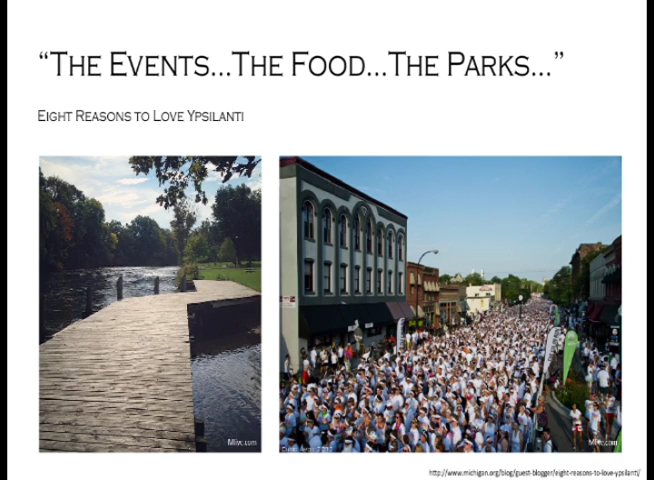 “The Events...The Food...The Parks...”
Eight Reasons to Love Ypsilanti
Mlive.com
Mlive.com
http://www.michigan.org/blog/guest-blogger/eight-reasons-to-love-ypsilanti/